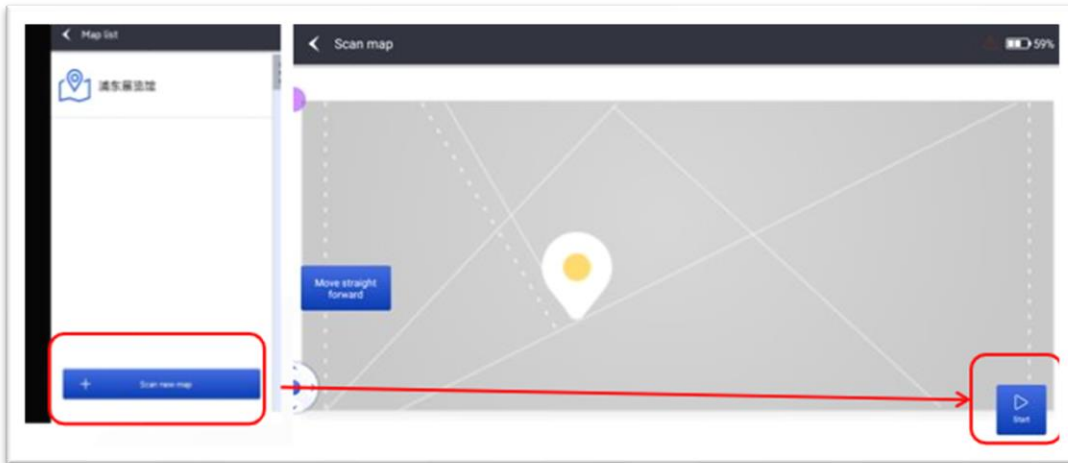 Map list
浦东展览馆
+ Scan new map
Scan map
59%
Move straight
forward
Start